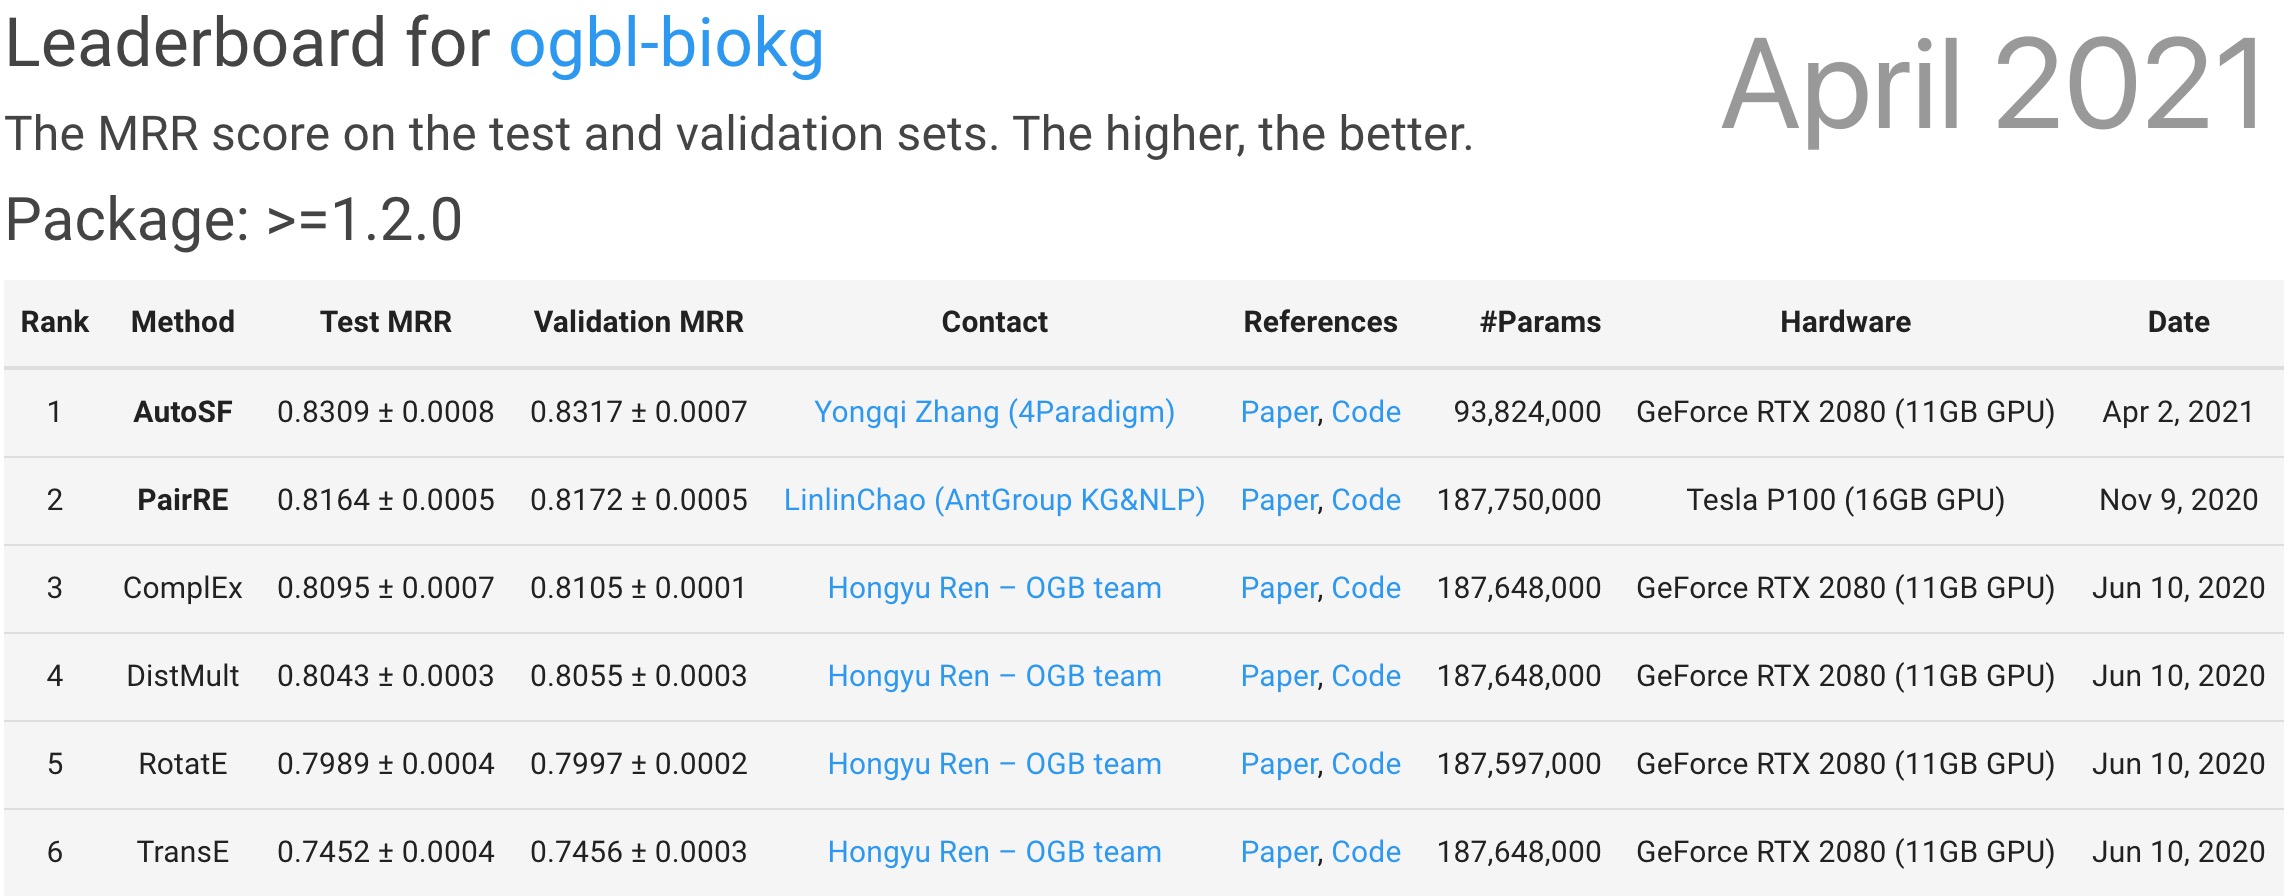 Leaderboard for ogbl-biokg
April 2021
The MRR score on the test and validation sets. The higher, the better.
Package: >=1.2.0
Rank Method Test MRR Validation MRR Contact References #Params Hardware Date
1 AutoSF 0.8309 ± 0.0008 0.8317 ± 0.0007 Yongqi Zhang (4Paradigm) Paper, Code 93,824,000 GeForce RTX 2080 (11GB GPU) Apr 2, 2021
2 PairRE 0.8164 ± 0.0005 0.8172 ± 0.0005 LinlinChao (AntGroup KG&NLP) Paper, Code 187,750,000 Tesla P100 (16GB GPU) Nov 9, 2020
3 ComplEx 0.8095 ± 0.0007 0.8105 ± 0.0001 Hongyu Ren – OGB team Paper, Code 187,648,000 GeForce RTX 2080 (11GB GPU) Jun 10, 2020
4 DistMult 0.8043 ± 0.0003 0.8055 ± 0.0003 Hongyu Ren – OGB team Paper, Code 187,648,000 GeForce RTX 2080 (11GB GPU) Jun 10, 2020
5 RotatE 0.7989 ± 0.0004 0.7997 ± 0.0002 Hongyu Ren – OGB team Paper, Code 187,597,000 GeForce RTX 2080 (11GB GPU) Jun 10, 2020
6 TransE 0.7452 ± 0.0004 0.7456 ± 0.0003 Hongyu Ren – OGB team Paper, Code 187,648,000 GeForce RTX 2080 (11GB GPU) Jun 10, 2020